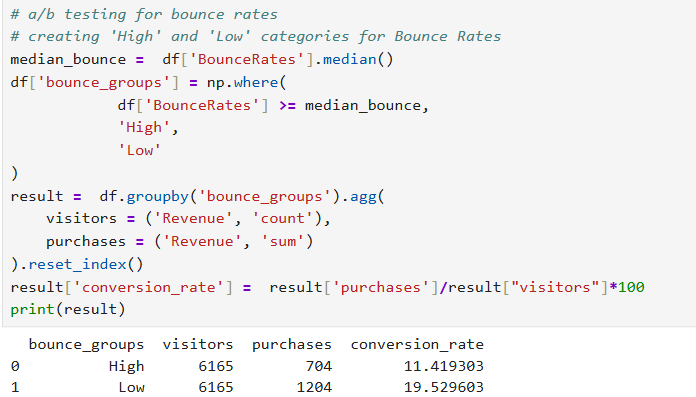 # a/b testing for bounce rates
# creating 'High' and 'Low' categories for Bounce Rates
median_bounce =  df['BounceRates'].median()
df['bounce_groups'] = np.where(
            df['BounceRates'] >= median_bounce,
            'High',
            'Low'
)
result =  df.groupby('bounce_groups').agg(
    visitors = ('Revenue', 'count'),
    purchases = ('Revenue', 'sum')
).reset_index()
result['conversion_rate'] =  result['purchases']/result["visitors"]*100
print(result)
  bounce_groups  visitors  purchases  conversion_rate
0          High      6165        704        11.419303
1           Low      6165       1204        19.529603